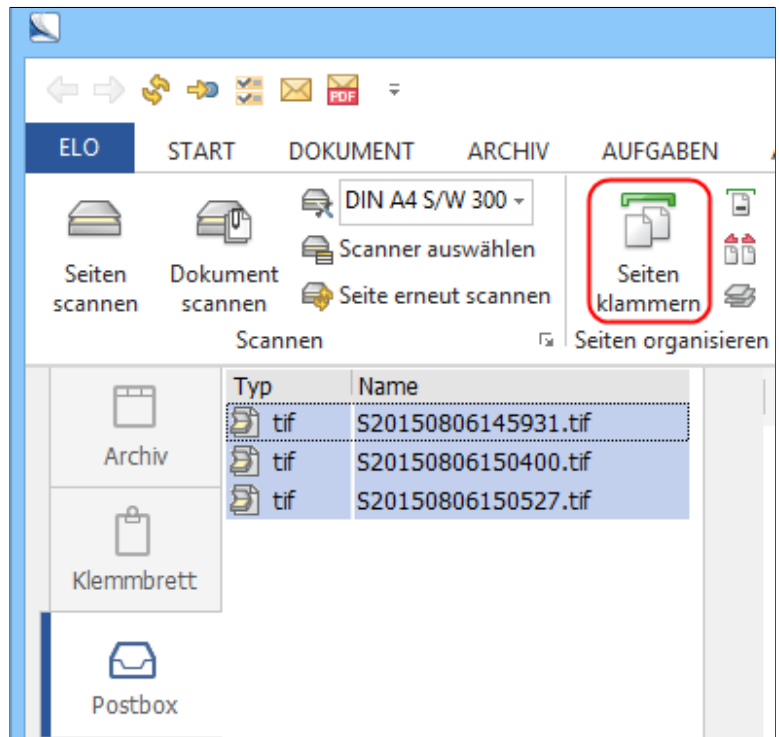 PDF
ELO START DOKUMENT ARCHIV AUFGABEN
Seiten scannen
Dokument scannen
DIN A4 S/W 300
Scanner auswählen
Seite erneut scannen
Scannen
Seiten klammern
Seiten organisieren
Typ Name
tif S20150806145931.tif
tif S20150806150400.tif
tif S20150806150527.tif
Archiv
Klemmbrett
Postbox